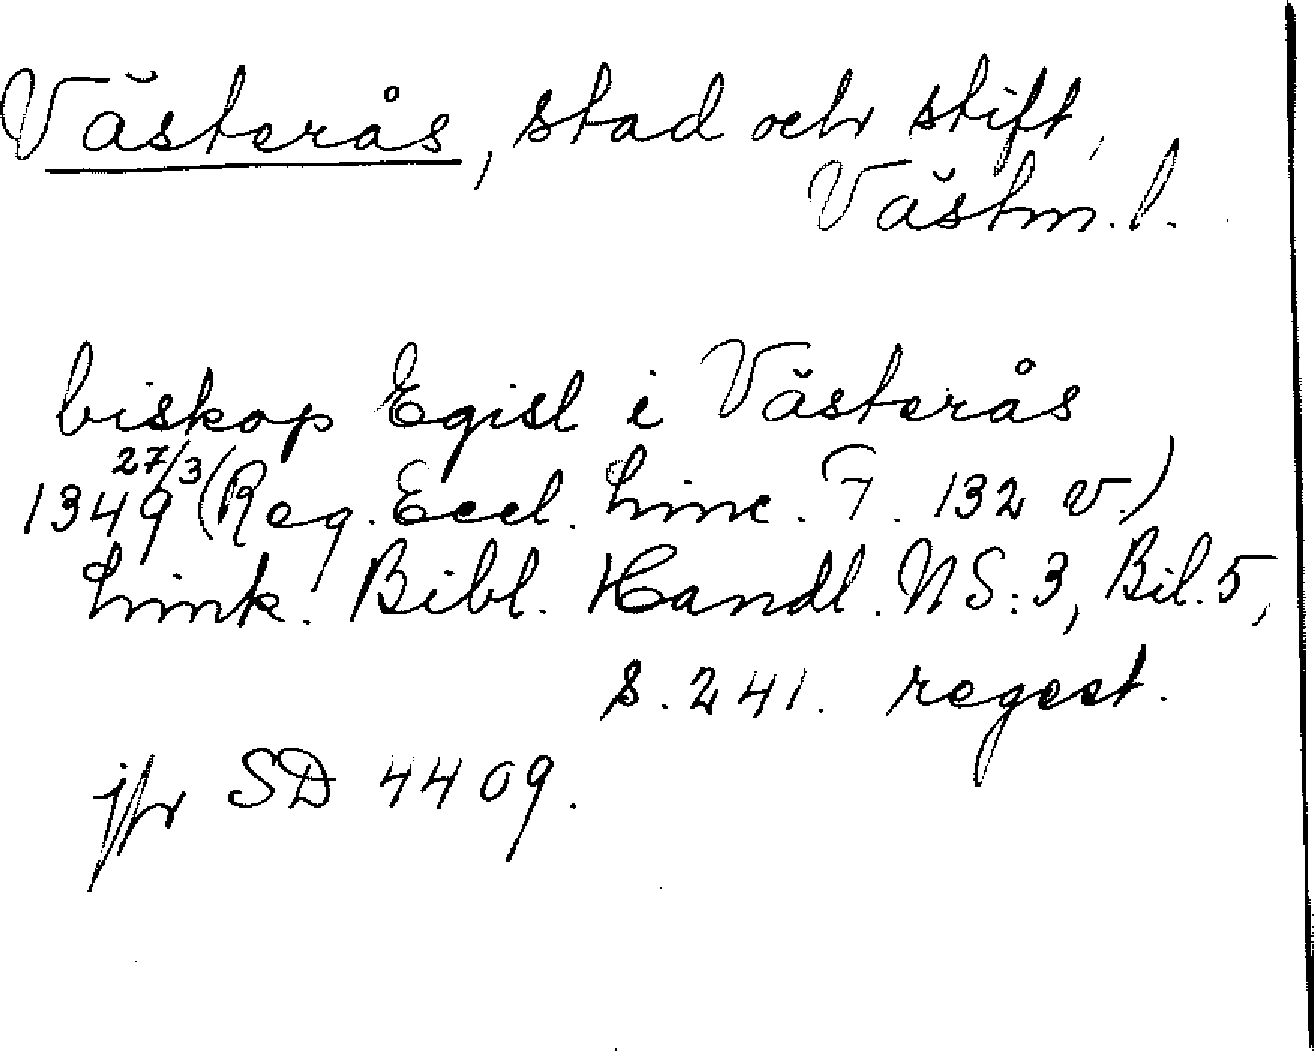 Västerås, stad och stift,
Västm. l.
biskop Egisl i Västerås
1349 27/3 (Reg. Eccl. Linc. F. 132 v.)
Link. Bibl. Handl. NS:3, Bil. 5,
s. 241. regest.
jfr SD 4409.